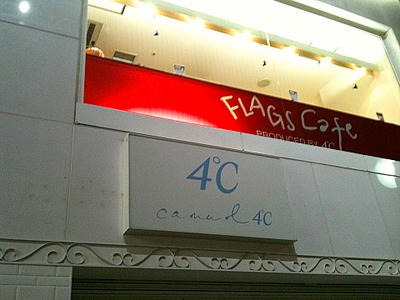 FLAGS Cafe
PRODUCED BY 4℃
4℃
canal 4℃